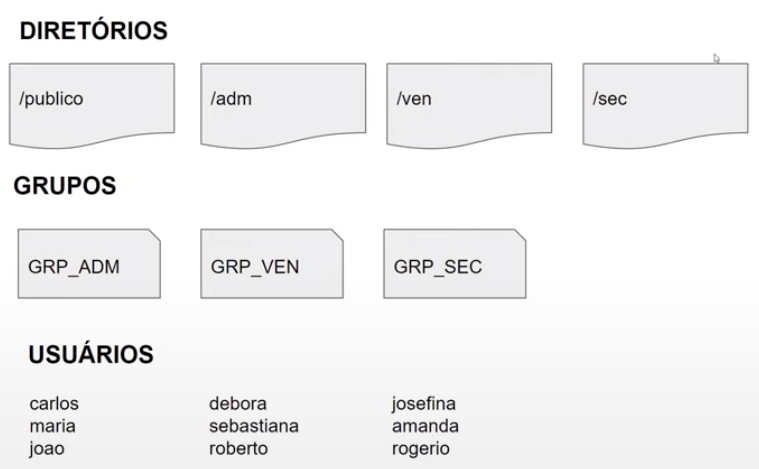 DIRETÓRIOS
/publico /adm /ven /sec
GRUPOS
GRP_ADM GRP_VEN GRP_SEC
USUÁRIOS
carlos debora josefina
maria sebastiana amanda
joao roberto rogerio